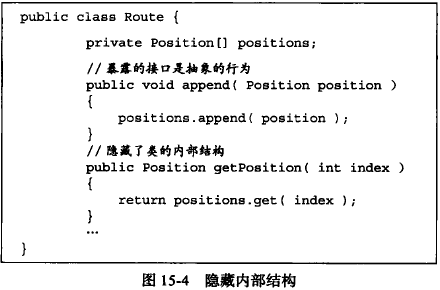 public class Route {
private Position[] positions;
//暴露的接口是抽象的行为
public void append( Position position )
{
positions.append( position );
}
//隐藏了类的内部结构
public Position getPosition( int index )
{
return positions.get( index );
}
…
}
图 15-4 隐藏内部结构